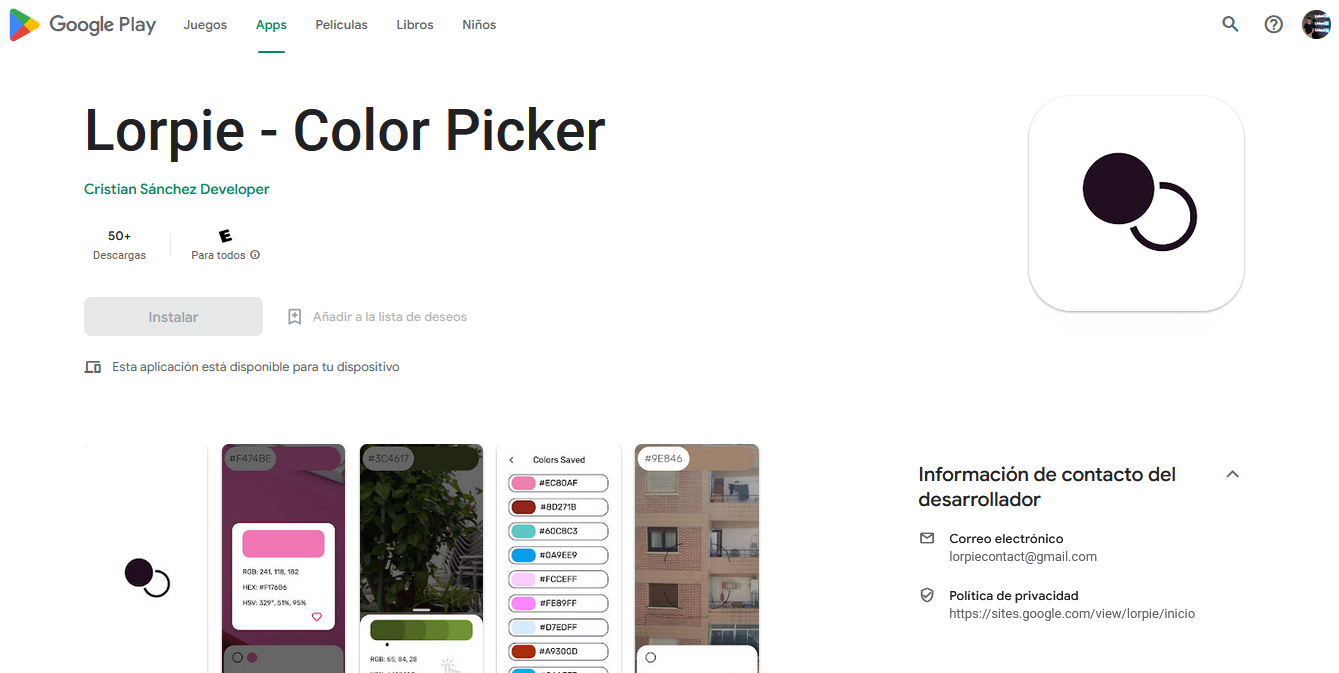 Google Play
Juegos
Apps
Películas
Libros
Niños
Lorpie - Color Picker
Cristian Sánchez Developer
50+
Descargas
E
Para todos
Instalar
Añadir a la lista de deseos
Esta aplicación está disponible para tu dispositivo
#F474BE
RGB: 241, 118, 182
HEX: #F176B6
HSV: 329°, 51%, 95%
#3C4617
RGB: 65, 84, 28
Colors Saved
#EC80AF
#8D271B
#60C8C3
#0A9EE9
#FCCEFF
#FE89FF
#D7EDFF
#A9300D
#9E846
Información de contacto del
desarrollador
Correo electrónico
lorpiecontact@gmail.com
Política de privacidad
https://sites.google.com/view/lorpie/inicio